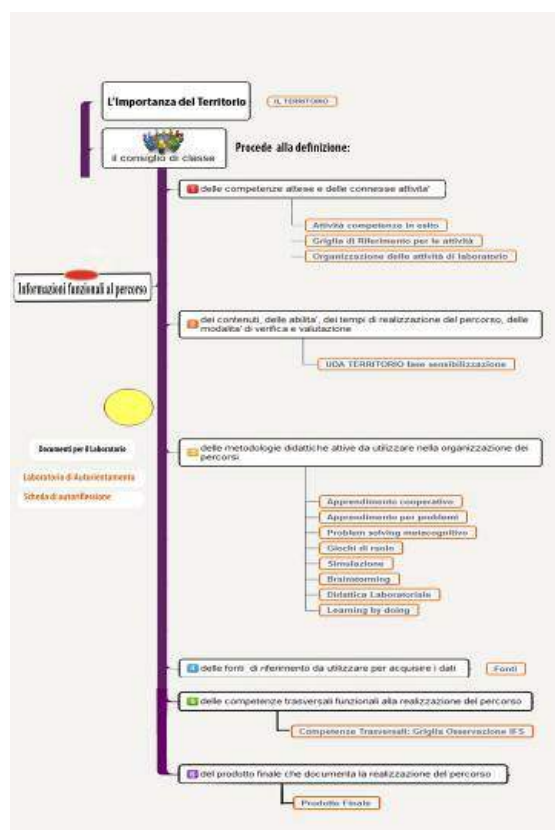 L'Importanza del Territorio
IL TERRITORIO
il consiglio di classe
Procede alla definizione:
1 delle competenze attese e delle connesse attivita'
Attività competenze in esito
Griglia di Riferimento per le attività
Organizzazione delle attività di laboratorio
Informazioni funzionali al percorso
2 dei contenuti, delle abilita', dei tempi di realizzazione del percorso, delle
modalita' di verifica e valutazione
UDA TERRITORIO fase sensibilizzazione
Documenti per il Laboratorio
Laboratorio di Autorientamento
Scheda di autoriflessione
3 delle metodologie didattiche attive da utilizzare nella organizzazione dei
percorsi
Apprendimento cooperativo
Apprendimento per problemi
Problem solving metacognitivo
Giochi di ruolo
Simulazione
Brainstorming
Didattica Laboratoriale
Learning by doing
4 delle fonti di riferimento da utilizzare per acquisire i dati
Fonti
5 delle competenze trasversali funzionali alla realizzazione del percorso
Competenze Trasversali: Griglia Osservazione IFS
6 del prodotto finale che documenta la realizzazione del percorso
Prodotto Finale